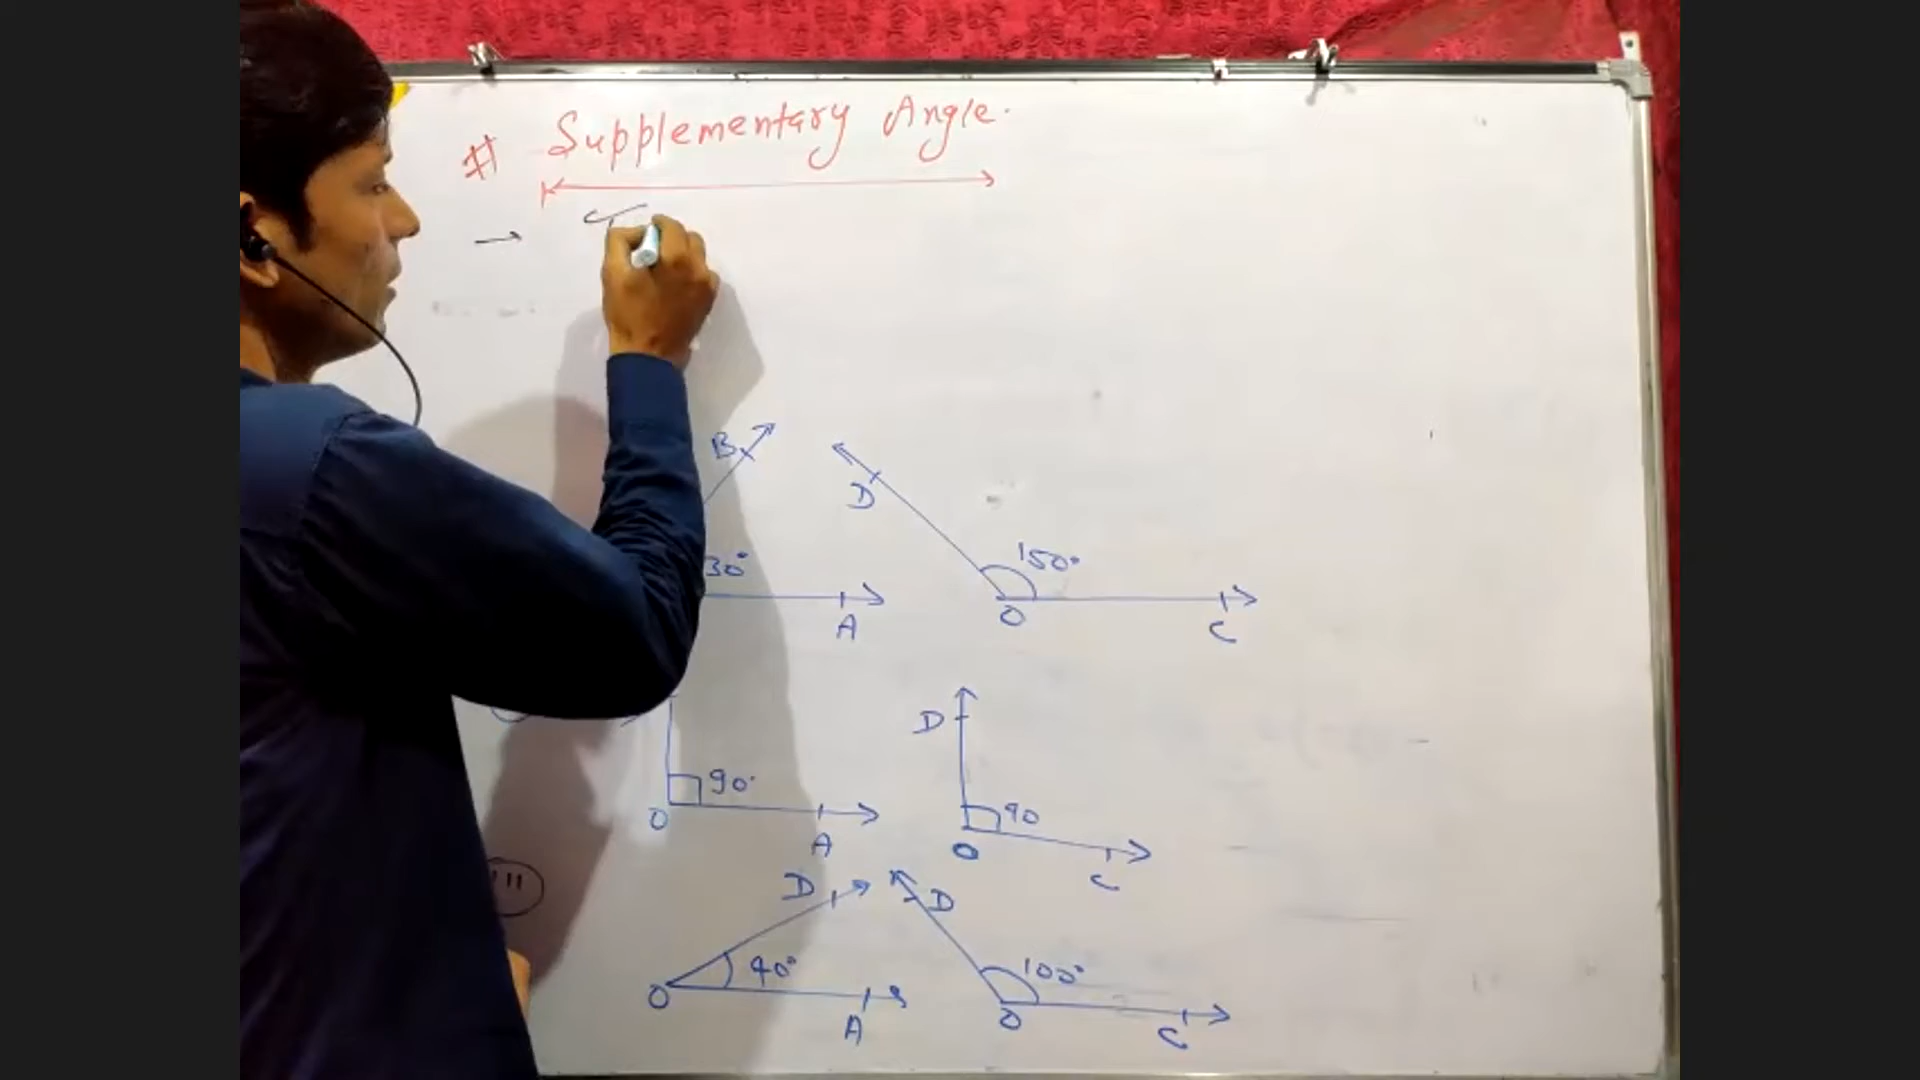 # Supplementary Angle.
→
B
D
30°
150°
A
O
C
D
90°
90
O
A
O
C
D
D
40°
100°
O
A
O
C